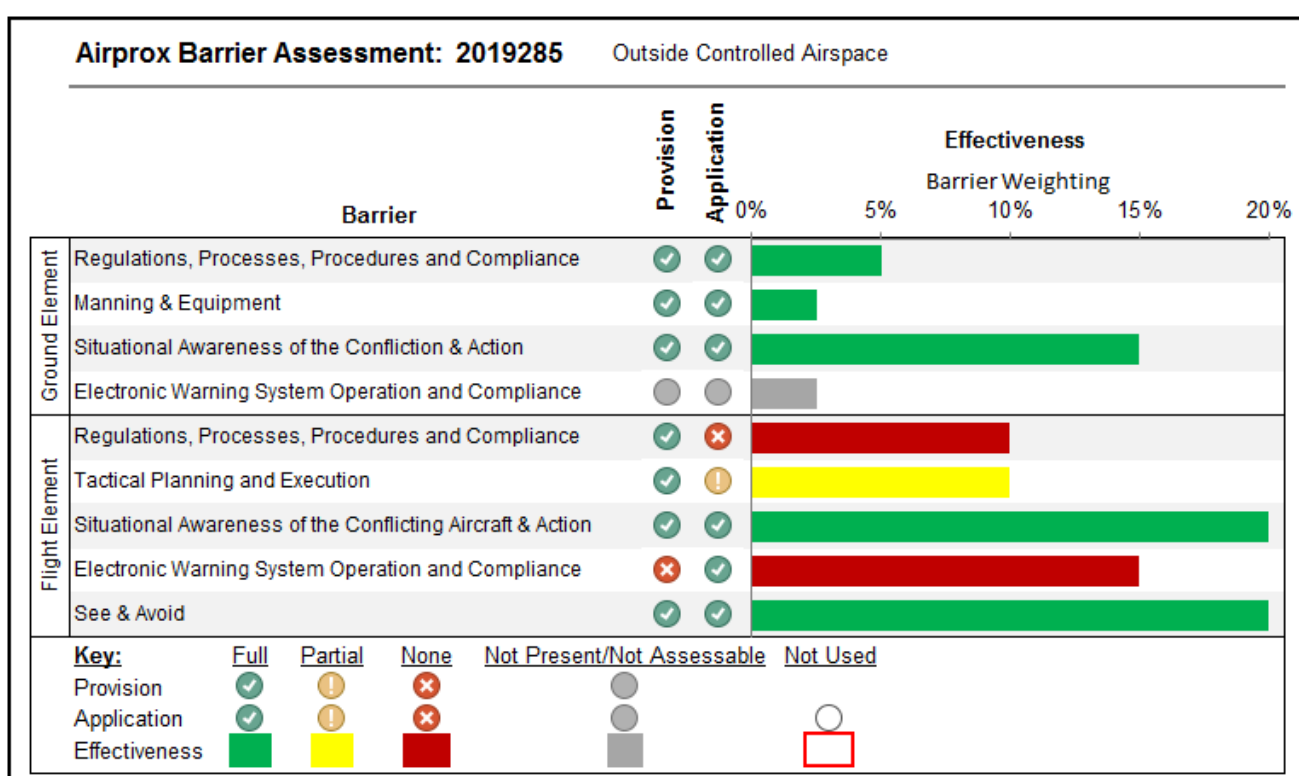 Airprox Barrier Assessment: 2019285 Outside Controlled Airspace
Barrier
Provision
Application
Effectiveness
Barrier Weighting
0% 5% 10% 15% 20%
Ground Element
Regulations, Processes, Procedures and Compliance
Manning & Equipment
Situational Awareness of the Confliction & Action
Electronic Warning System Operation and Compliance
Flight Element
Regulations, Processes, Procedures and Compliance
Tactical Planning and Execution
Situational Awareness of the Conflicting Aircraft & Action
Electronic Warning System Operation and Compliance
See & Avoid
Key: Full Partial None Not Present/Not Assessable Not Used
Provision
Application
Effectiveness